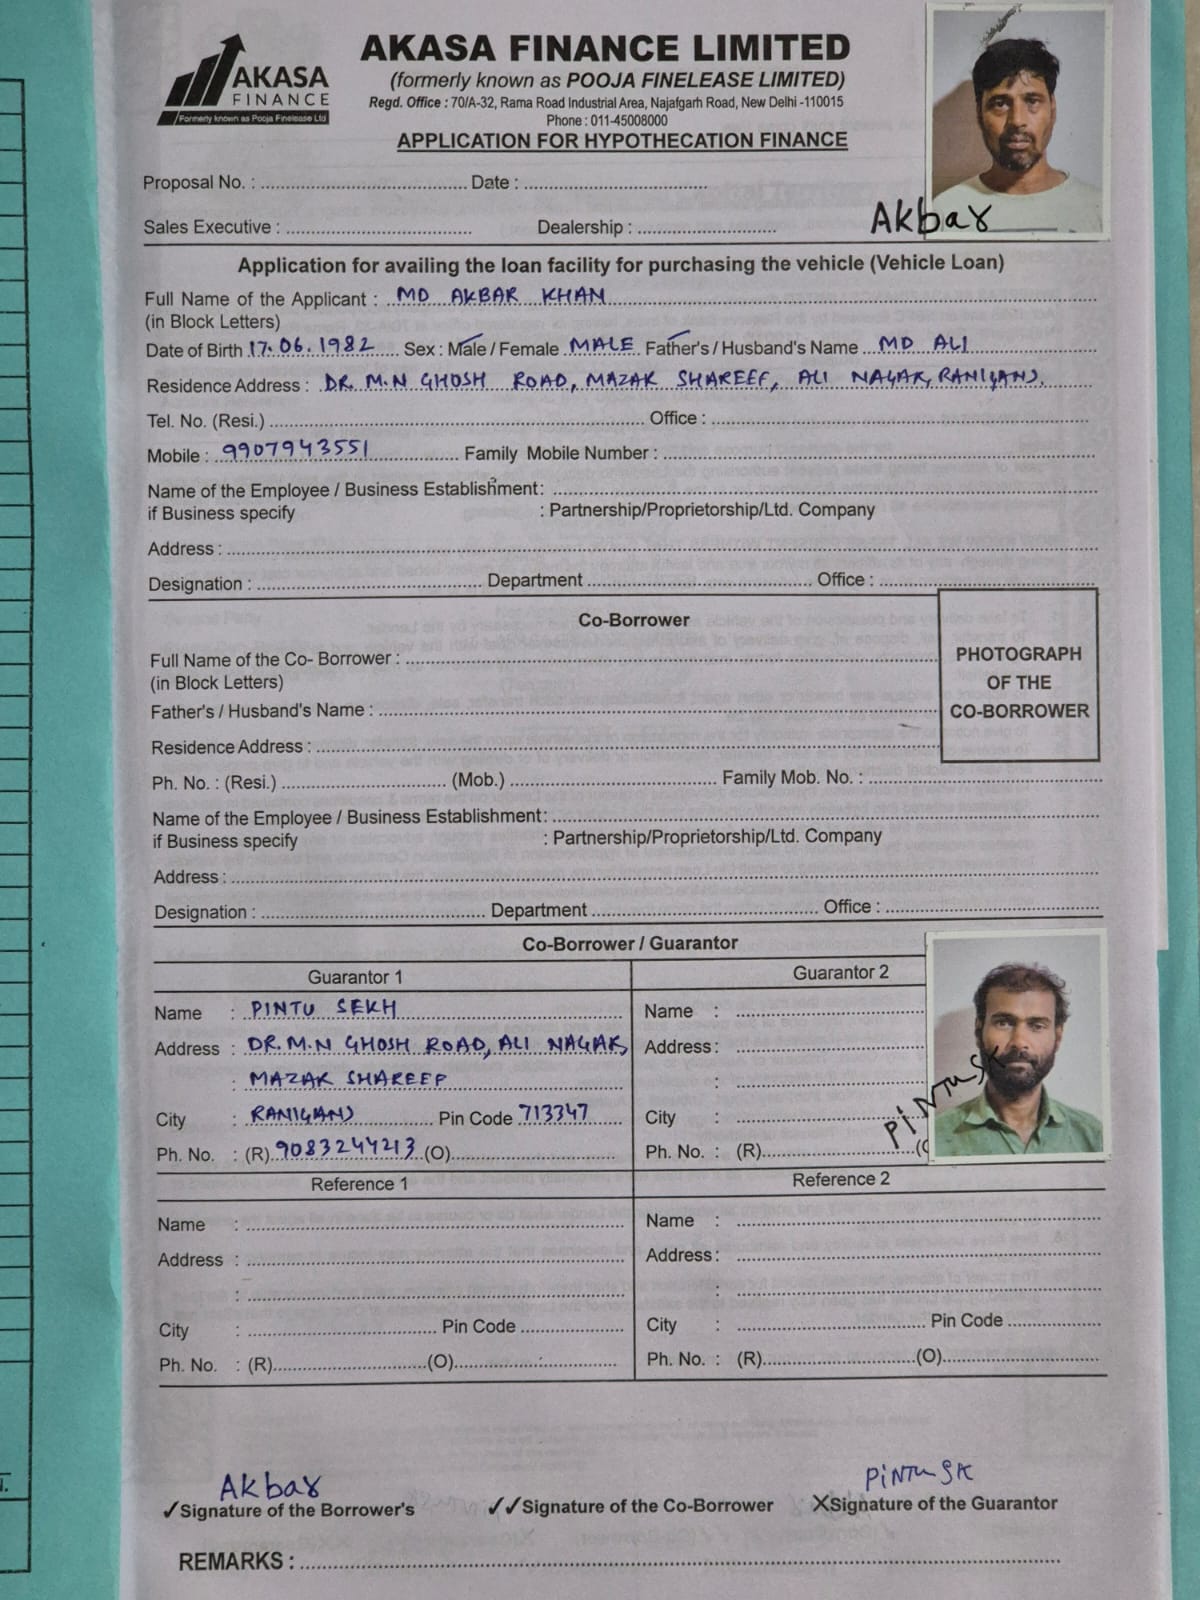 AKASA
FINANCE
Formerly known as Pooja Finelease Ltd
AKASA FINANCE LIMITED
(formerly known as POOJA FINELEASE LIMITED)
Regd. Office : 70/A-32, Rama Road Industrial Area, Najafgarh Road, New Delhi -110015
Phone : 011-45008000
APPLICATION FOR HYPOTHECATION FINANCE
Proposal No. : Date :
Akbar
Sales Executive : Dealership :
Application for availing the loan facility for purchasing the vehicle (Vehicle Loan)
Full Name of the Applicant : MD AKBAR KHAN
(in Block Letters)
Date of Birth 17.06.1982 Sex : Male / Female MALE Father's / Husband's Name MD ALI
Residence Address : DR. M.N GHOSH ROAD, MAZAR SHAREEF, ALI NAGAR, RANIGANJ.
Tel. No. (Resi.) Office :
Mobile : 9907943551 Family Mobile Number :
Name of the Employee / Business Establishment:
if Business specify : Partnership/Proprietorship/Ltd. Company
Address :
Designation : Department Office :
Co-Borrower
Full Name of the Co- Borrower :
(in Block Letters)
PHOTOGRAPH
OF THE
CO-BORROWER
Father's / Husband's Name :
Residence Address :
Ph. No. : (Resi.) (Mob.) Family Mob. No. :
Name of the Employee / Business Establishment:
if Business specify : Partnership/Proprietorship/Ltd. Company
Address :
Designation : Department Office :
Co-Borrower / Guarantor
Guarantor 1
Name : PINTU SEKH
Address : DR. M.N GHOSH ROAD, ALI NAGAR,
: MAZAR SHAREEF
City : RANIGANJ Pin Code 713347
Ph. No. : (R) 9083244213 (O)
Guarantor 2
Name :
Address :
:
City :
Ph. No. : (R)
PiNTu SK
Reference 1
Name :
Address :
:
City : Pin Code
Ph. No. : (R) (O)
Reference 2
Name :
Address :
:
City : Pin Code
Ph. No. : (R) (O)
Akbar
✓Signature of the Borrower's
✓✓Signature of the Co-Borrower
PiNTu SK
XSignature of the Guarantor
REMARKS :